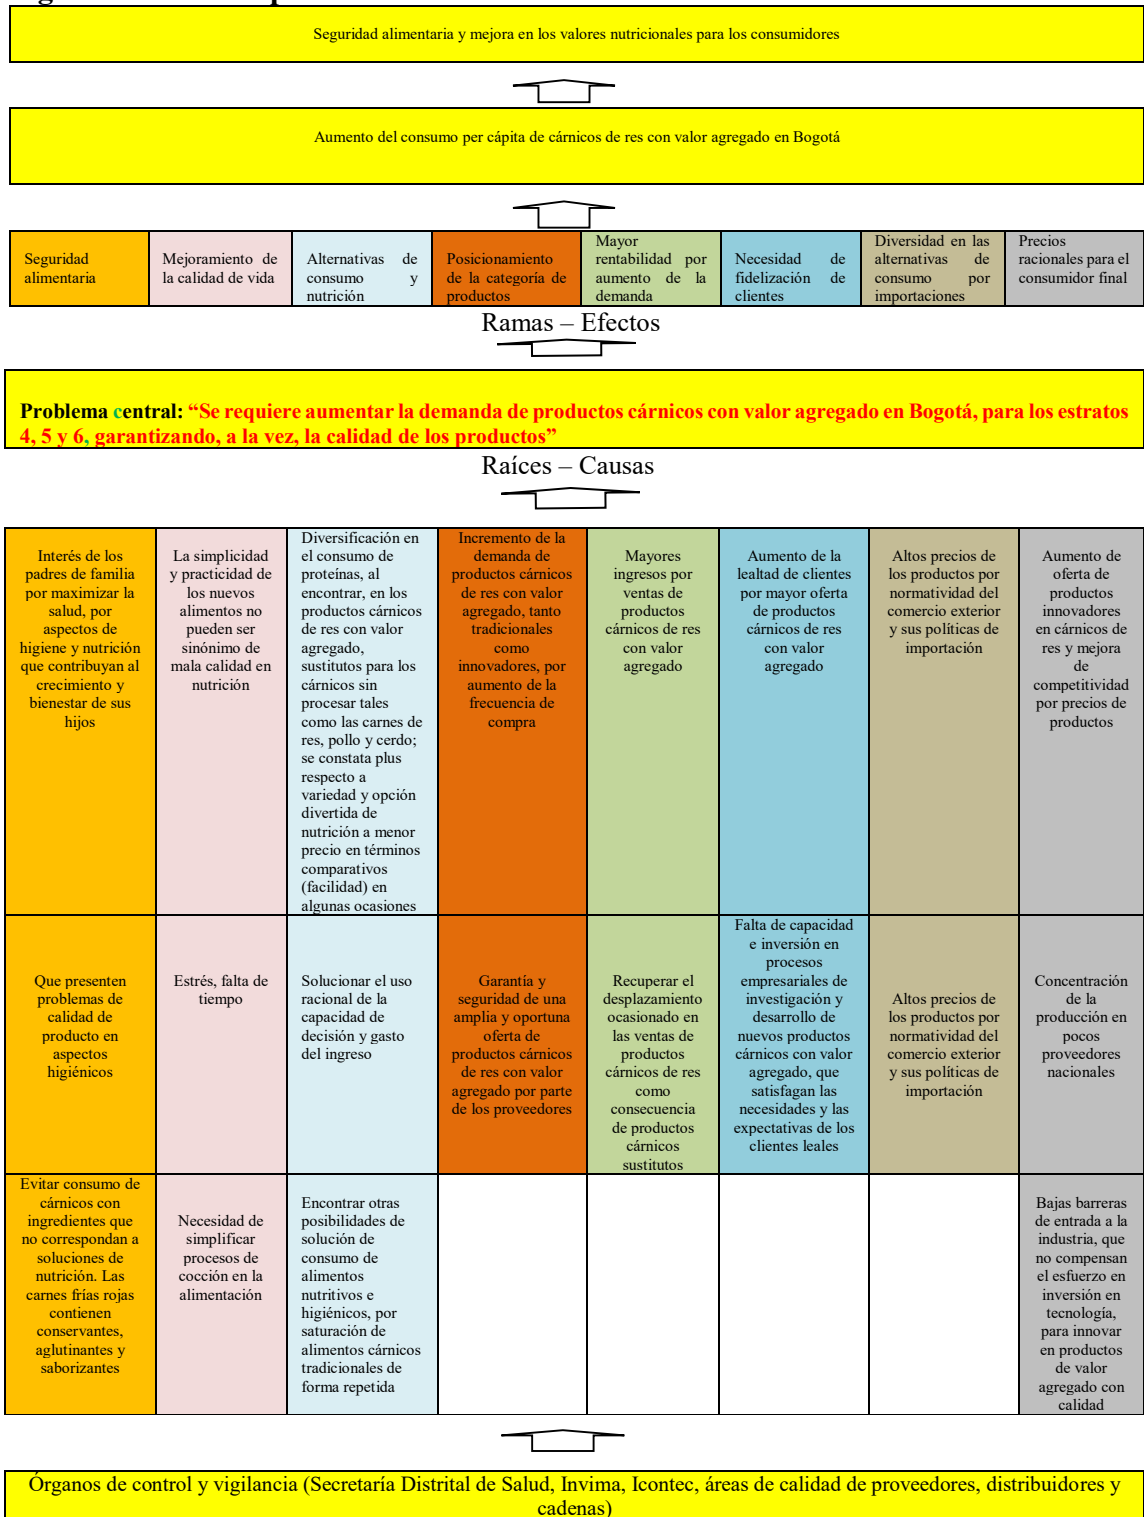 Seguridad alimentaria y mejora en los valores nutricionales para los consumidores
Aumento del consumo per cápita de cárnicos de res con valor agregado en Bogotá
Seguridad
alimentaria
Mejoramiento de
la calidad de vida
Alternativas de
consumo y
nutrición
Posicionamiento
de la categoría de
productos
Mayor
rentabilidad por
aumento de la
demanda
Necesidad de
fidelización de
clientes
Diversidad en las
alternativas de
consumo por
importaciones
Precios
racionales para el
consumidor final
Ramas – Efectos
Problema central: “Se requiere aumentar la demanda de productos cárnicos con valor agregado en Bogotá, para los estratos
4, 5 y 6, garantizando, a la vez, la calidad de los productos”
Raíces – Causas
Interés de los
padres de familia
por maximizar la
salud, por
aspectos de
higiene y nutrición
que contribuyan al
crecimiento y
bienestar de sus
hijos
La simplicidad
y practicidad de
los nuevos
alimentos no
pueden ser
sinónimo de
mala calidad en
nutrición
Diversificación en
el consumo de
proteínas, al
encontrar, en los
productos cárnicos
de res con valor
agregado,
sustitutos para los
cárnicos sin
procesar tales
como las carnes de
res, pollo y cerdo;
se constata plus
respecto a
variedad y opción
divertida de
nutrición a menor
precio en términos
comparativos
(facilidad) en
algunas ocasiones
Incremento de la
demanda de
productos cárnicos
de res con valor
agregado, tanto
tradicionales
como
innovadores, por
aumento de la
frecuencia de
compra
Mayores
ingresos por
ventas de
productos
cárnicos de res
con valor
agregado
Aumento de la
lealtad de clientes
por mayor oferta
de productos
cárnicos de res
con valor
agregado
Altos precios de
los productos por
normatividad del
comercio exterior
y sus políticas de
importación
Aumento de
oferta de
productos
innovadores
en cárnicos de
res y mejora
de
competitividad
por precios de
productos
Que presenten
problemas de
calidad de
producto en
aspectos
higiénicos
Estrés, falta de
tiempo
Solucionar el uso
racional de la
capacidad de
decisión y gasto
del ingreso
Garantía y
seguridad de una
amplia y oportuna
oferta de
productos cárnicos
de res con valor
agregado por parte
de los proveedores
Recuperar el
desplazamiento
ocasionado en
las ventas de
productos
cárnicos de res
como
consecuencia
de productos
cárnicos
sustitutos
Falta de capacidad
e inversión en
procesos
empresariales de
investigación y
desarrollo de
nuevos productos
cárnicos con valor
agregado, que
satisfagan las
necesidades y las
expectativas de los
clientes leales
Altos precios de
los productos por
normatividad del
comercio exterior
y sus políticas de
importación
Concentración
de la
producción en
pocos
proveedores
nacionales
Evitar consumo de
cárnicos con
ingredientes que
no correspondan a
soluciones de
nutrición. Las
carnes frías rojas
contienen
conservantes,
aglutinantes y
saborizantes
Necesidad de
simplificar
procesos de
cocción en la
alimentación
Encontrar otras
posibilidades de
solución de
consumo de
alimentos
nutritivos e
higiénicos, por
saturación de
alimentos cárnicos
tradicionales de
forma repetida
Bajas barreras
de entrada a la
industria, que
no compensan
el esfuerzo en
inversión en
tecnología,
para innovar
en productos
de valor
agregado con
calidad
Órganos de control y vigilancia (Secretaría Distrital de Salud, Invima, Icontec, áreas de calidad de proveedores, distribuidores y
cadenas)